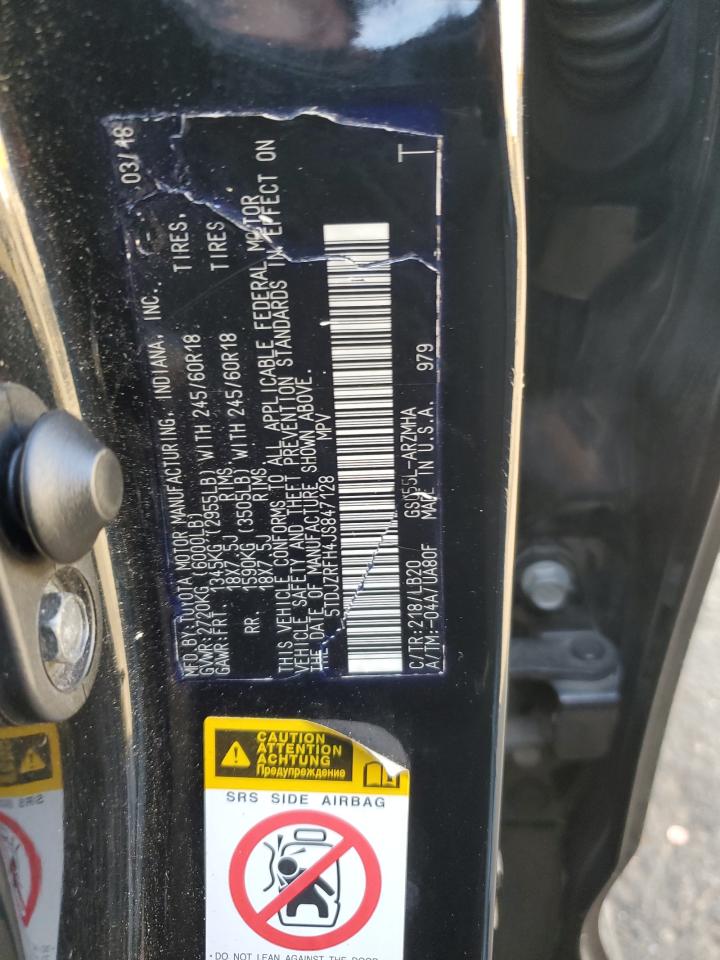 MFD.BY:TOYOTA MOTOR MANUFACTURING, INDIANA, INC. 03/18
GVWR:2720KG (6000LB)
GAWR:FRT 1345KG (2955LB) WITH 245/60R18 TIRES,
18X7.5J RIMS,
RR. 1590KG (3505LB) WITH 245/60R18 TIRES
18X7.5J RIMS,
THIS VEHICLE CONFORMS TO ALL APPLICABLE FEDERAL MOTOR
VEHICLE SAFETY AND THEFT PREVENTION STANDARDS IN EFFECT ON
THE DATE OF MANUFACTURE SHOWN ABOVE.
5TDJZRFH4JS847128 MPV
C/TR:218/LB20 GSU55L-ARZMHA T
A/TM:-04A/UA80F MADE IN U.S.A. 979
CAUTION
ATTENTION
ACHTUNG
Предупреждение
SRS SIDE AIRBAG
· DO NOT LEAN AGAINST THE DOOR